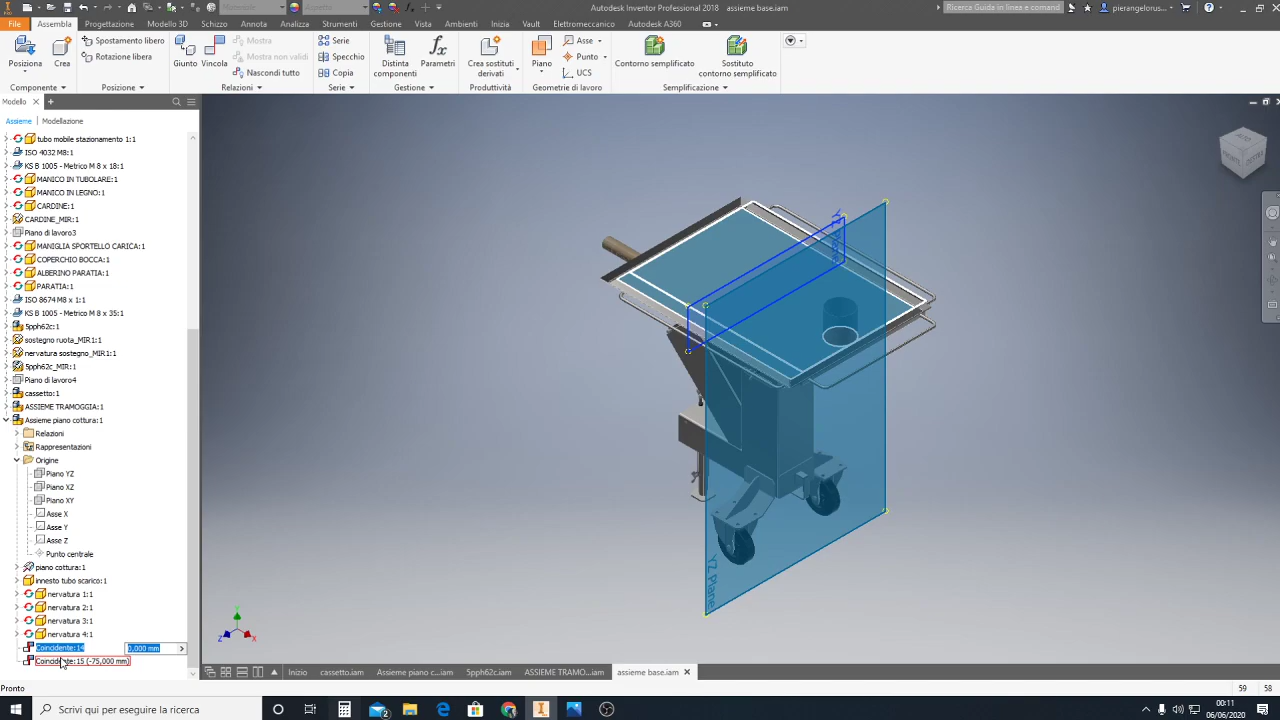 Autodesk Inventor Professional 2018   assieme base.iam
Ricerca Guida in linea e comand
pierangelorus...
File Assembla Progettazione Modello 3D Schizzo Annota Analizza Strumenti Gestione Vista Ambienti Inizia Vault Elettromeccanico Autodesk A360
Posiziona
Crea
Componente
Spostamento libero
Rotazione libera
Posizione
Giunto
Vincola
Mostra
Mostra non validi
Nascondi tutto
Relazioni
Serie
Specchio
Copia
Serie
Distinta componenti
fx
Parametri
Gestione
Crea sostituti derivati
Produttività
Piano
Asse
Punto
UCS
Geometrie di lavoro
Contorno semplificato
Sostituto contorno semplificato
Semplificazione
Modello
Assieme Modellazione
tubo mobile stazionamento 1:1
ISO 4032 M8:1
KS B 1005 - Metrico M 8 x 18:1
MANICO IN TUBOLARE:1
MANICO IN LEGNO:1
CARDINE:1
CARDINE_MIR:1
Piano di lavoro3
MANIGLIA SPORTELLO CARICA:1
COPERCHIO BOCCA:1
ALBERINO PARATIA:1
PARATIA:1
ISO 8674 M8 x 1:1
KS B 1005 - Metrico M 8 x 35:1
5pph62c:1
sostegno ruota_MIR1:1
nervatura sostegno_MIR1:1
5pph62c_MIR:1
Piano di lavoro4
cassetto:1
ASSIEME TRAMOGGIA:1
Assieme piano cottura:1
Relazioni
Rappresentazioni
Origine
Piano YZ
Piano XZ
Piano XY
Asse X
Asse Y
Asse Z
Punto centrale
piano cottura:1
innesto tubo scarico:1
nervatura 1:1
nervatura 2:1
nervatura 3:1
nervatura 4:1
Coincidente:14 0,000 mm
Coincidente:15 (-75,000 mm)
YZ Plane
Y
Z
X
Inizio cassetto.iam Assieme piano c...iam 5pph62c.iam ASSIEME TRAMO...iam assieme base.iam
Pronto
59 58
Scrivi qui per eseguire la ricerca
00:11
06/06/2020